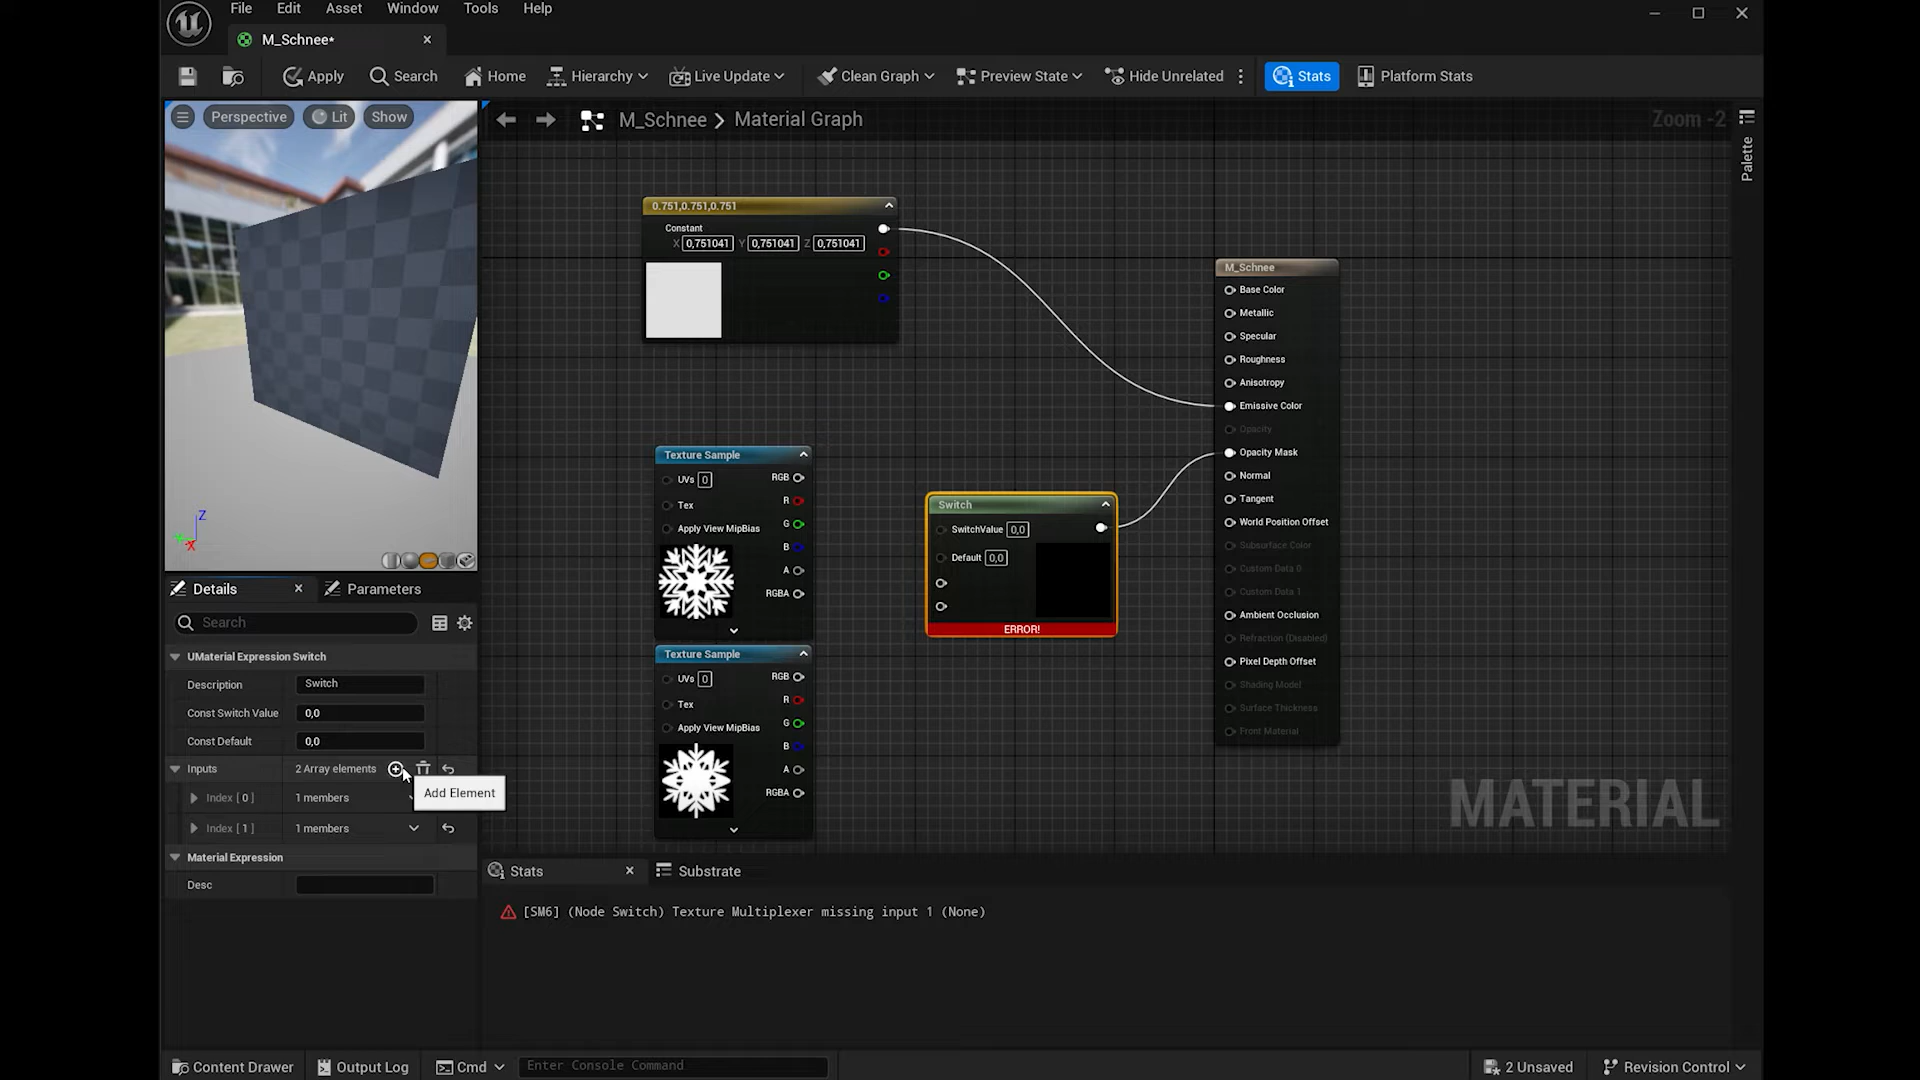 File Edit Asset Window Tools Help
M_Schnee*
Apply Search Home Hierarchy Live Update Clean Graph Preview State Hide Unrelated Stats Platform Stats
Perspective Lit Show
M_Schnee > Material Graph
Zoom -2
Palette
0.751,0.751,0.751
Constant
X 0,751041 Y 0,751041 Z 0,751041
M_Schnee
Base Color
Metallic
Specular
Roughness
Anisotropy
Emissive Color
Opacity
Opacity Mask
Normal
Tangent
World Position Offset
Subsurface Color
Custom Data 0
Custom Data 1
Ambient Occlusion
Refraction (Disabled)
Pixel Depth Offset
Shading Model
Surface Thickness
Front Material
Texture Sample
UVs 0 RGB
R
Tex
G
Apply View MipBias
B
A
RGBA
Switch
SwitchValue 0,0
Default 0,0
ERROR!
Texture Sample
UVs 0 RGB
R
Tex
G
Apply View MipBias
B
A
RGBA
MATERIAL
Z
X
Details Parameters
Search
UMaterial Expression Switch
Description Switch
Const Switch Value 0,0
Const Default 0,0
Inputs 2 Array elements
Add Element
Index [ 0 ] 1 members
Index [ 1 ] 1 members
Material Expression
Desc
Stats Substrate
[SM6] (Node Switch) Texture Multiplexer missing input 1 (None)
Content Drawer Output Log Cmd Enter Console Command 2 Unsaved Revision Control